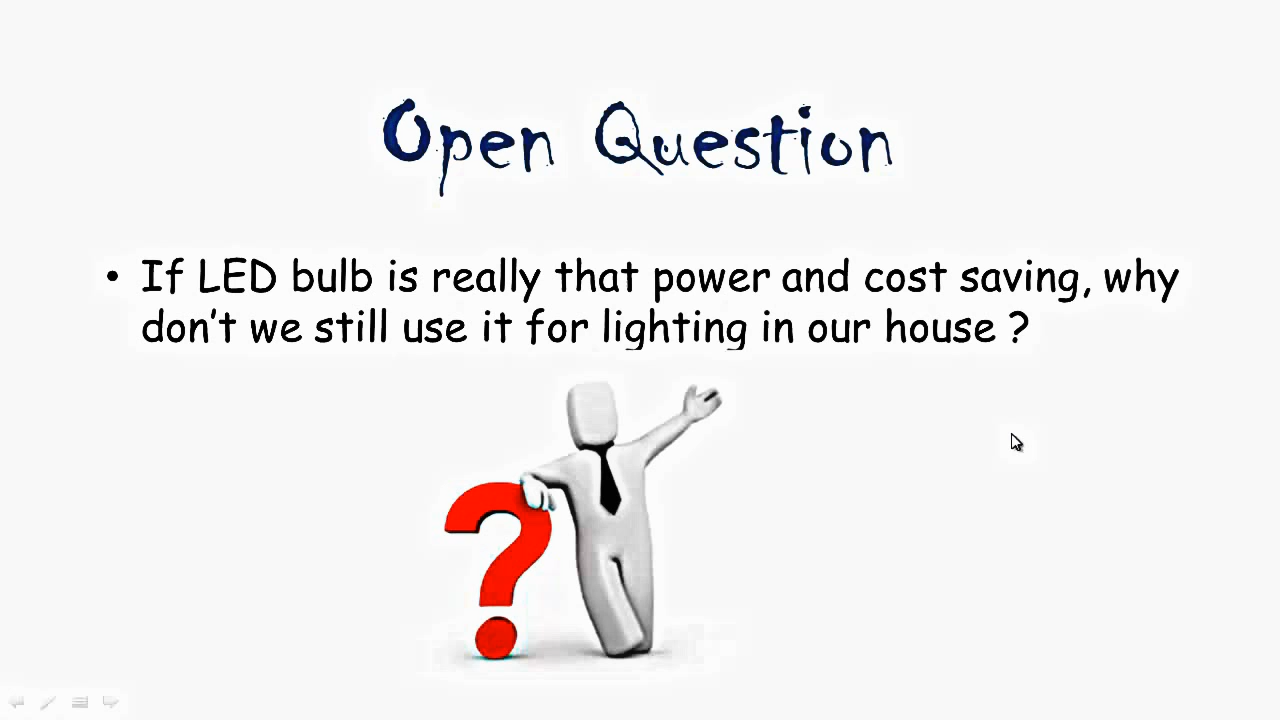 Open Question
• If LED bulb is really that power and cost saving, why
don't we still use it for lighting in our house ?